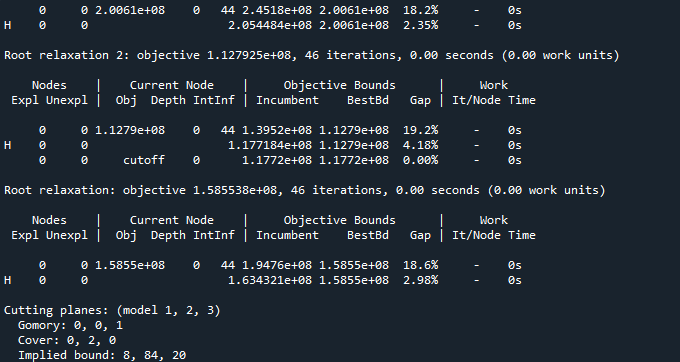 0     0 2.0061e+08    0   44 2.4518e+08 2.0061e+08  18.2%     -    0s
H    0     0                    2.054484e+08 2.0061e+08  2.35%     -    0s

Root relaxation 2: objective 1.127925e+08, 46 iterations, 0.00 seconds (0.00 work units)

    Nodes    |    Current Node    |     Objective Bounds      |     Work
 Expl Unexpl |  Obj  Depth IntInf | Incumbent    BestBd   Gap | It/Node Time

     0     0 1.1279e+08    0   44 1.3952e+08 1.1279e+08  19.2%     -    0s
H    0     0                    1.177184e+08 1.1279e+08  4.18%     -    0s
     0     0     cutoff    0      1.1772e+08 1.1772e+08  0.00%     -    0s

Root relaxation: objective 1.585538e+08, 46 iterations, 0.00 seconds (0.00 work units)

    Nodes    |    Current Node    |     Objective Bounds      |     Work
 Expl Unexpl |  Obj  Depth IntInf | Incumbent    BestBd   Gap | It/Node Time

     0     0 1.5855e+08    0   44 1.9476e+08 1.5855e+08  18.6%     -    0s
H    0     0                    1.634321e+08 1.5855e+08  2.98%     -    0s

Cutting planes: (model 1, 2, 3)
  Gomory: 0, 0, 1
  Cover: 0, 2, 0
  Implied bound: 8, 84, 20